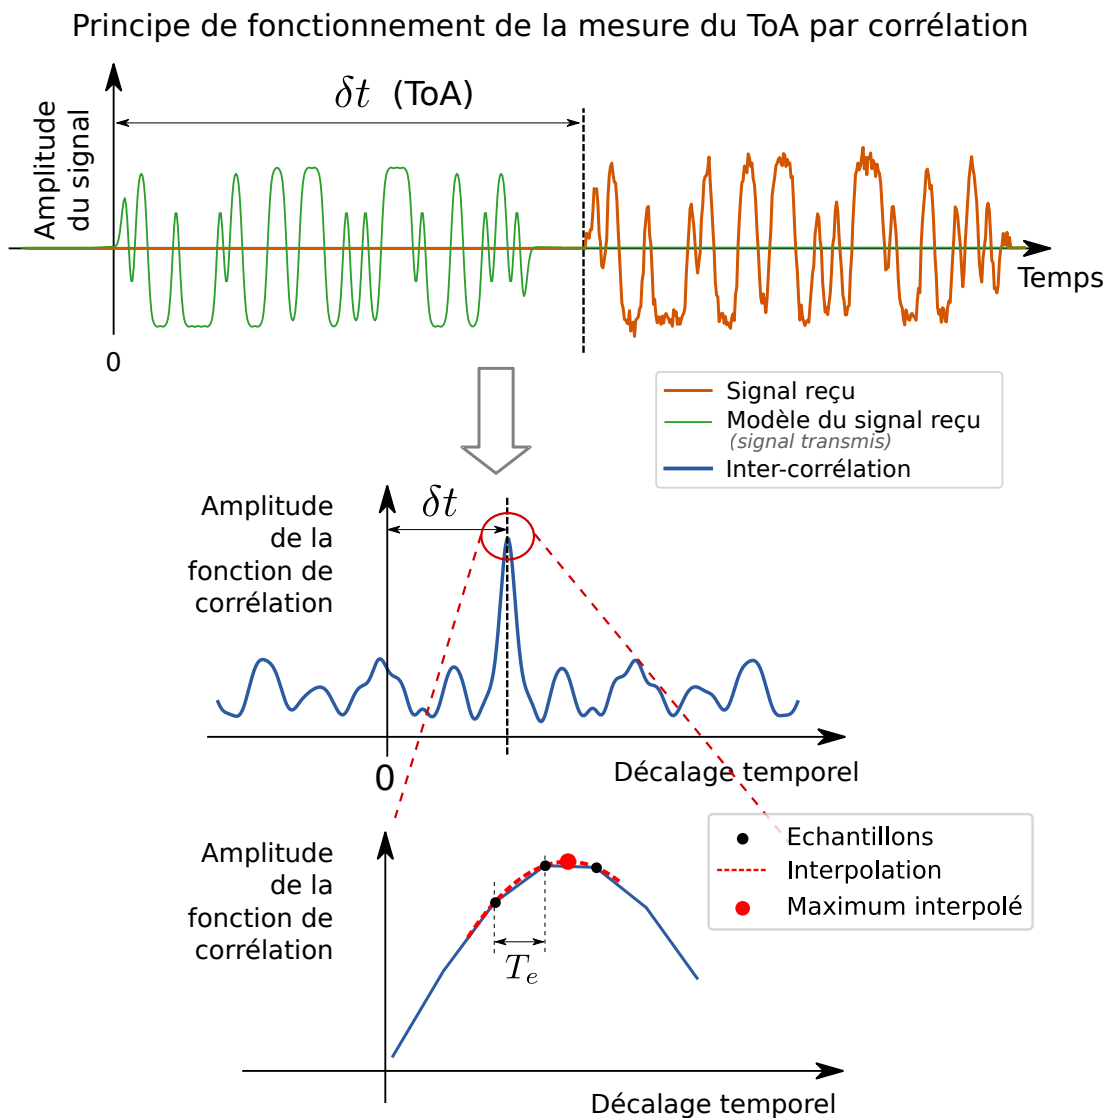 Principe de fonctionnement de la mesure du ToA par corrélation
Amplitude
du signal
δt (ToA)
Temps
0
Signal reçu
Modèle du signal reçu
(signal transmis)
Inter-corrélation
Amplitude
de la
fonction de
corrélation
δt
0
Décalage temporel
Amplitude
de la
fonction de
corrélation
T_e
Echantillons
Interpolation
Maximum interpolé
Décalage temporel